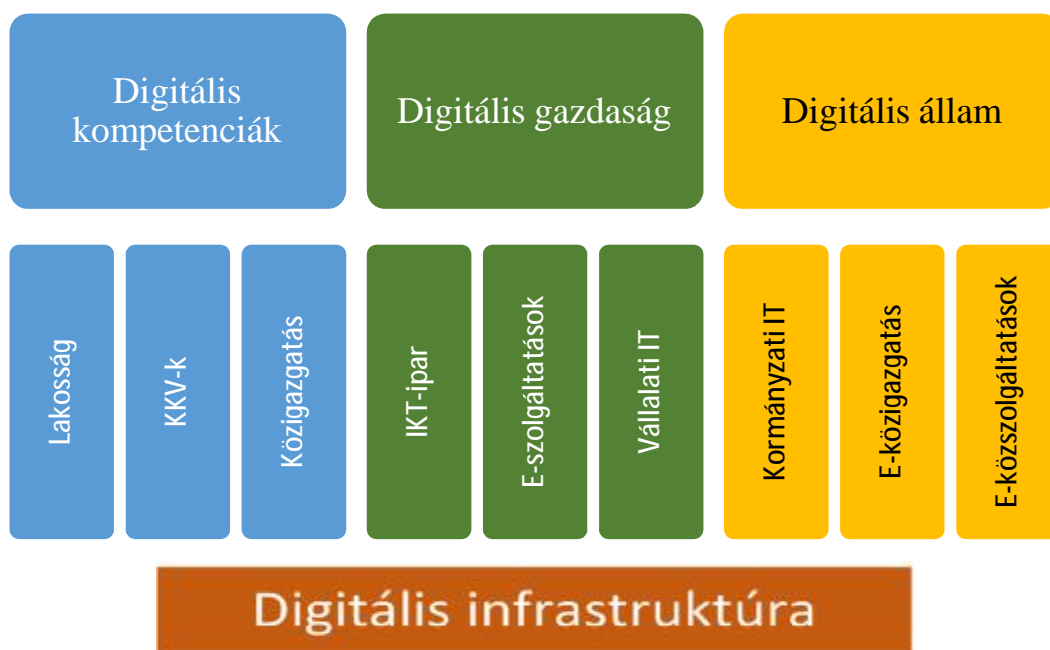 Digitális
kompetenciák
Digitális gazdaság
Digitális állam
Lakosság
KKV-k
Közigazgatás
IKT-ipar
E-szolgáltatások
Vállalati IT
Kormányzati IT
E-közigazgatás
E-közszolgáltatások
Digitális infrastruktúra